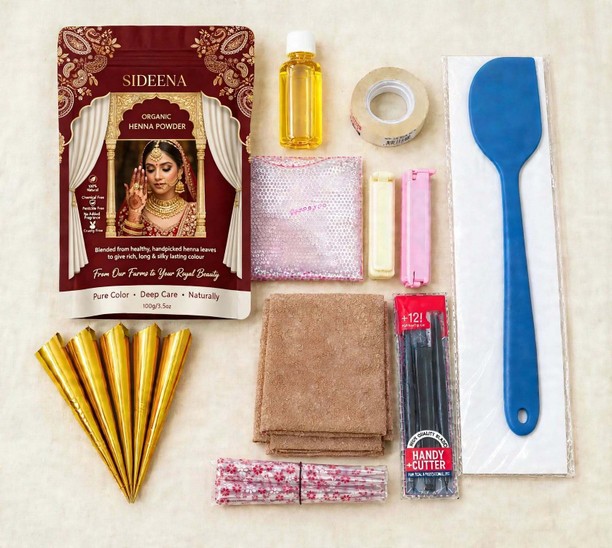 SIDEENA
ORGANIC
HENNA POWDER
100%
Natural
Chemical Free
Pesticide Free
No Added
Fragrance
Cruelty Free
Blended from healthy, handpicked henna leaves
to give rich, long & silky lasting colour
From Our Farms to Your Royal Beauty
Pure Color • Deep Care • Naturally
100g/3.5oz
+12!
HANDY
+CUTTER